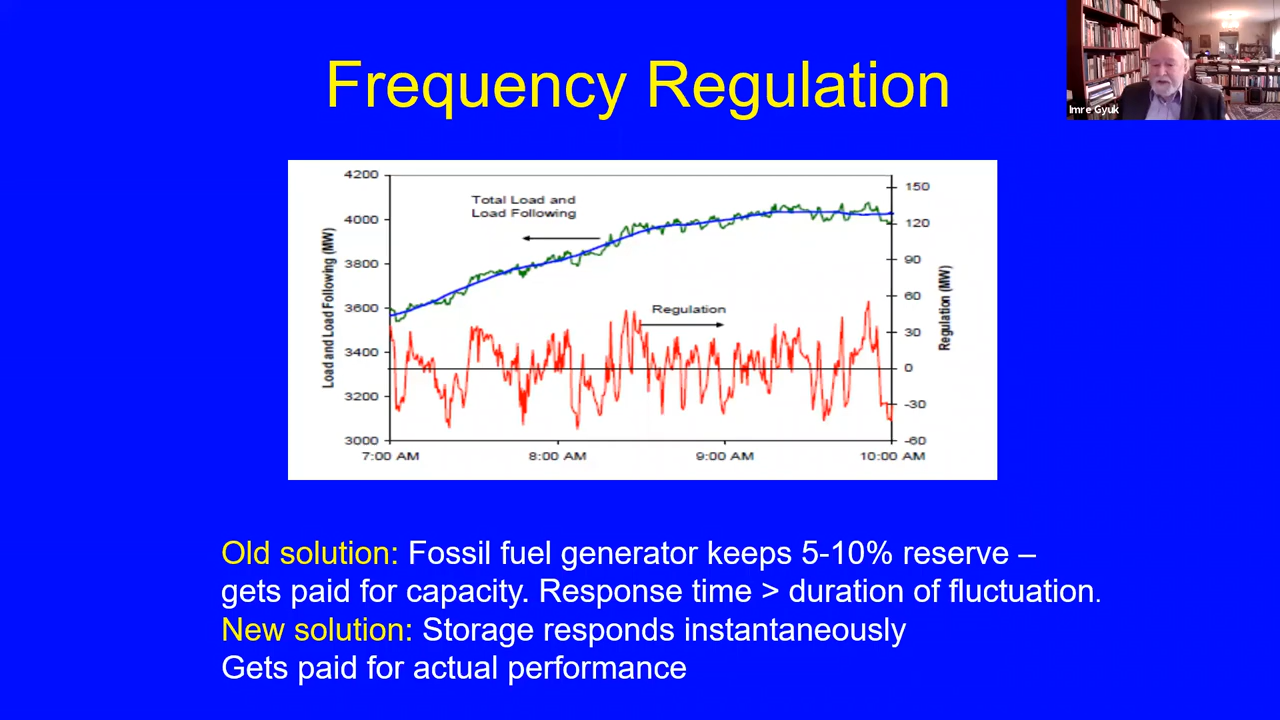 Frequency Regulation
Imre Gyuk
4200
4000
3800
3600
3400
3200
3000
Load and Load Following (MW)
Total Load and
Load Following
Regulation
150
120
90
60
30
0
-30
-60
Regulation (MW)
7:00 AM
8:00 AM
9:00 AM
10:00 AM
Old solution: Fossil fuel generator keeps 5-10% reserve –
gets paid for capacity. Response time > duration of fluctuation.
New solution: Storage responds instantaneously
Gets paid for actual performance